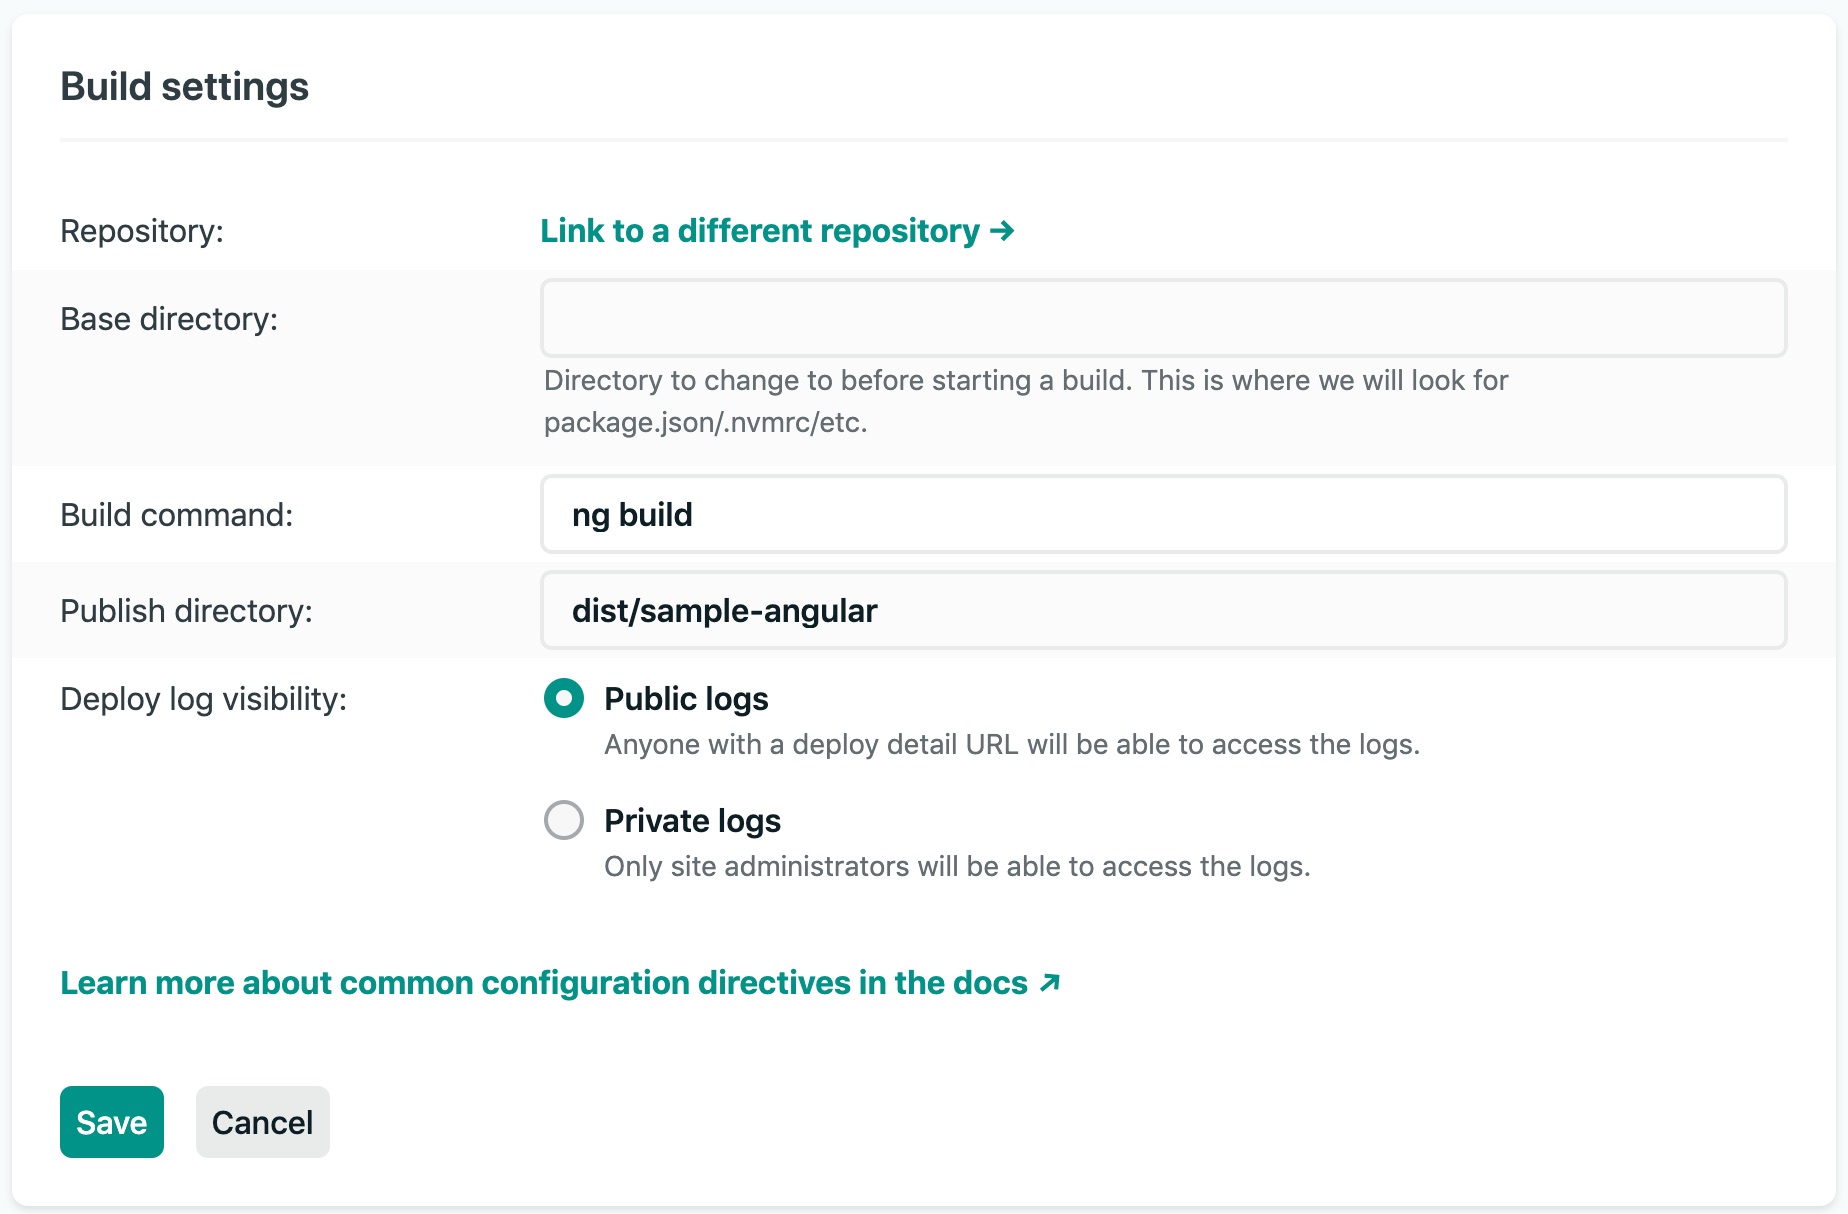 Build settings
Repository: Link to a different repository →
Base directory:
Directory to change to before starting a build. This is where we will look for
package.json/.nvmrc/etc.
Build command: ng build
Publish directory: dist/sample-angular
Deploy log visibility: Public logs
Anyone with a deploy detail URL will be able to access the logs.
Private logs
Only site administrators will be able to access the logs.
Learn more about common configuration directives in the docs ↗
Save Cancel